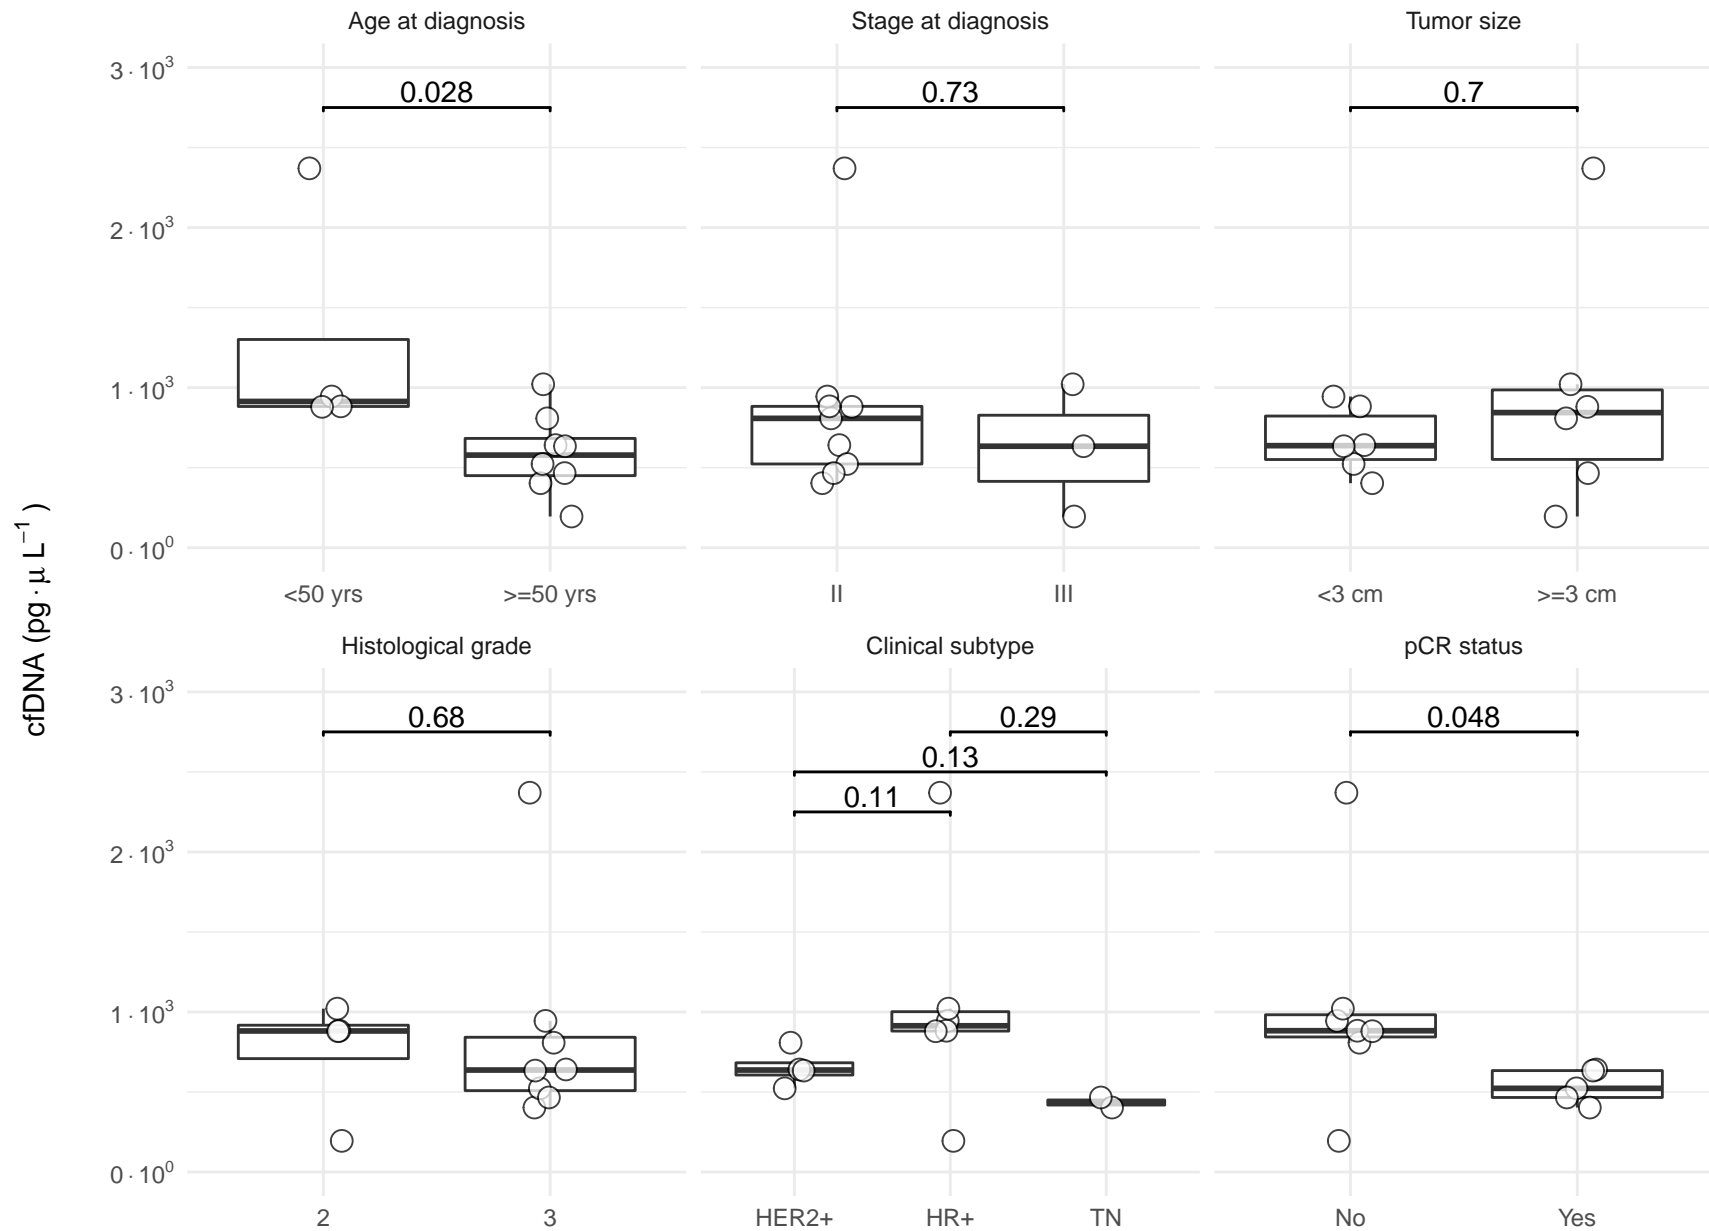 Age at diagnosis
Stage at diagnosis
Tumor size
3·10³
2·10³
1·10³
0·10⁰
0.028
0.73
0.7
<50 yrs
>=50 yrs
II
III
<3 cm
>=3 cm
cfDNA (pg·μ L⁻¹ )
Histological grade
Clinical subtype
pCR status
3·10³
2·10³
1·10³
0·10⁰
0.68
0.29
0.13
0.11
0.048
2
3
HER2+
HR+
TN
No
Yes